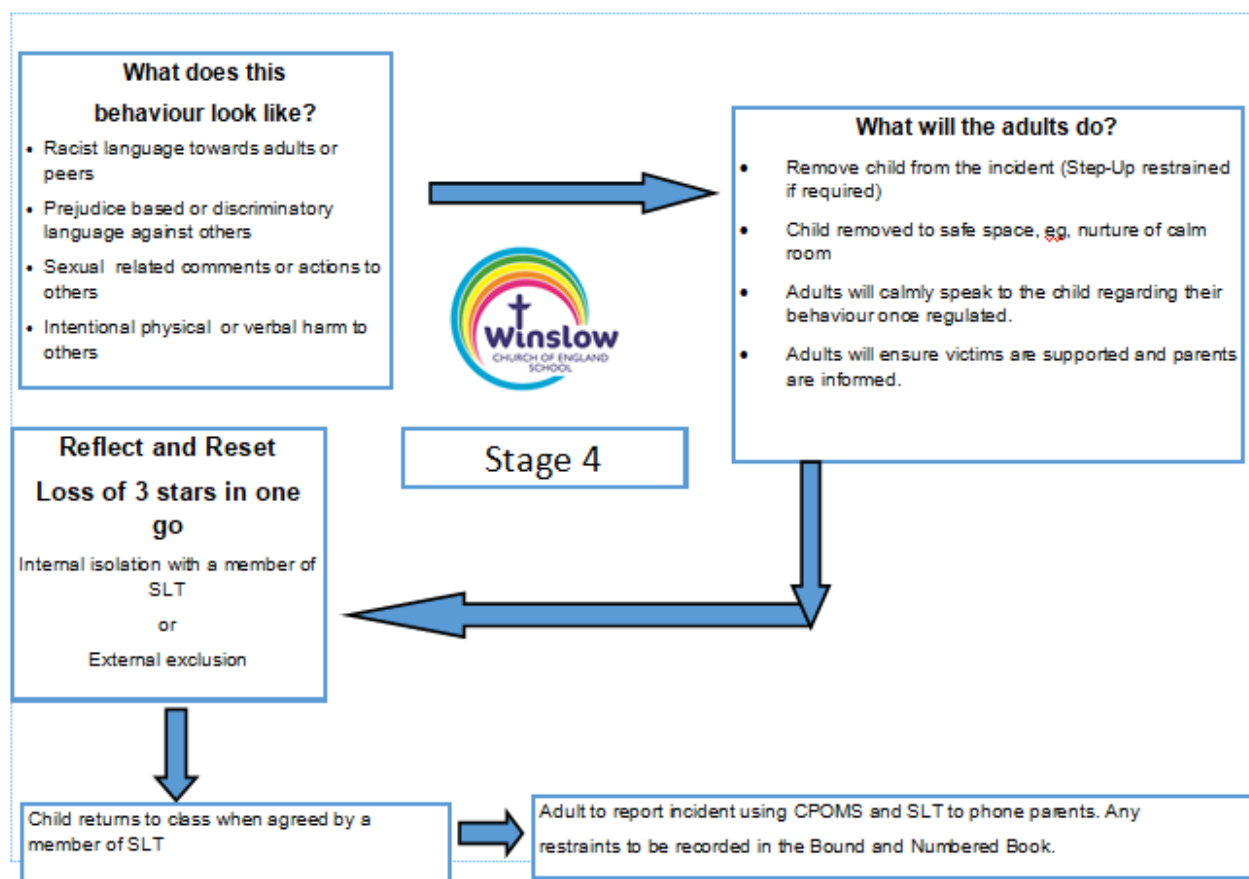 What does this
behaviour look like?
• Racist language towards adults or
peers
• Prejudice based or discriminatory
language against others
• Sexual related comments or actions to
others
• Intentional physical or verbal harm to
others
What will the adults do?
• Remove child from the incident (Step-Up restrained
if required)
• Child removed to safe space, eg, nurture of calm
room
• Adults will calmly speak to the child regarding their
behaviour once regulated.
• Adults will ensure victims are supported and parents
are informed.
Winslow
CHURCH OF ENGLAND
SCHOOL
Stage 4
Reflect and Reset
Loss of 3 stars in one
go
Internal isolation with a member of
SLT
or
External exclusion
Child returns to class when agreed by a
member of SLT
Adult to report incident using CPOMS and SLT to phone parents. Any
restraints to be recorded in the Bound and Numbered Book.